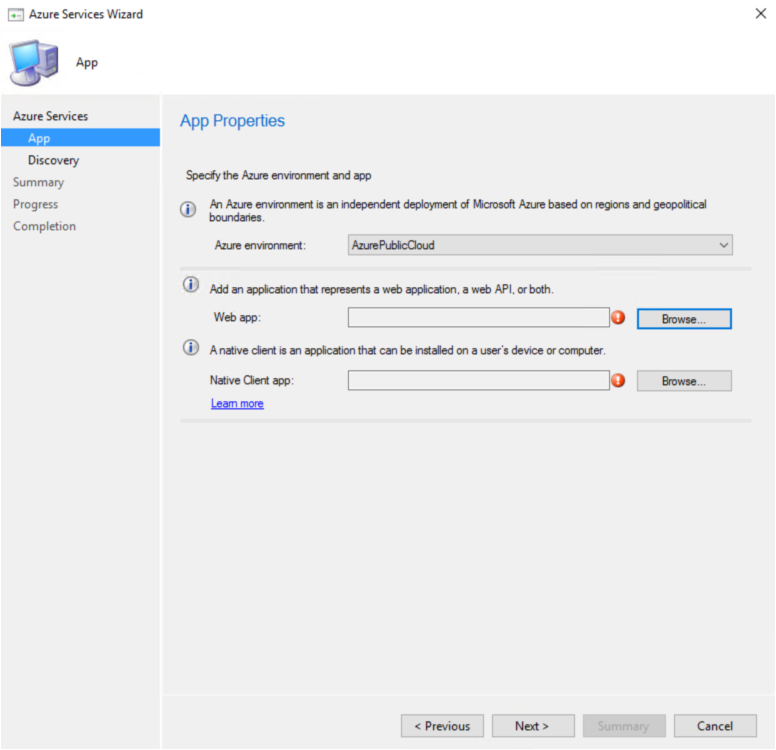 Azure Services Wizard
App
Azure Services
App
Discovery
Summary
Progress
Completion
App Properties
Specify the Azure environment and app
An Azure environment is an independent deployment of Microsoft Azure based on regions and geopolitical
boundaries.
Azure environment: AzurePublicCloud
Add an application that represents a web application, a web API, or both.
Web app: Browse...
A native client is an application that can be installed on a user's device or computer.
Native Client app: Browse...
Learn more
< Previous Next > Summary Cancel